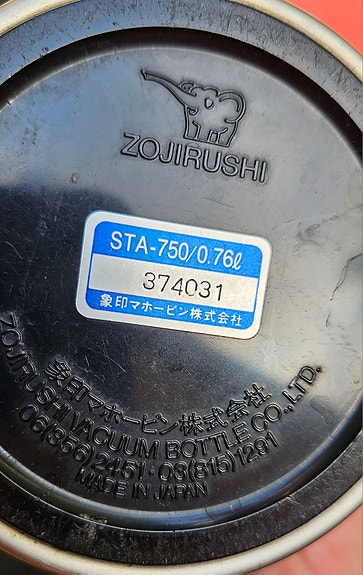 ZOJIRUSHI
STA-750/0.76ℓ
374031
象印マホービン株式会社
象印マホービン株式会社
ZOJIRUSHI VACUUM BOTTLE CO., LTD.
06(356)2451・03(815)1291
MADE IN JAPAN